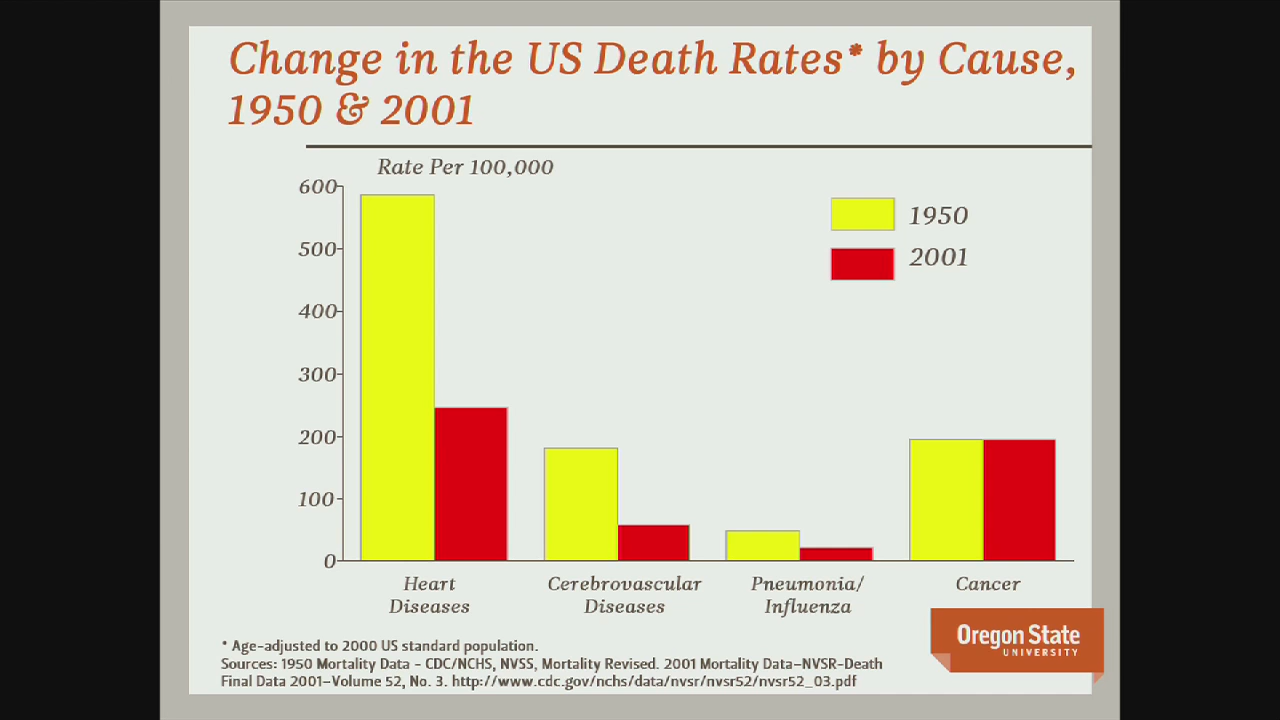 Change in the US Death Rates* by Cause,
1950 & 2001
Rate Per 100,000
600
500
400
300
200
100
0
1950
2001
Heart
Diseases
Cerebrovascular
Diseases
Pneumonia/
Influenza
Cancer
* Age-adjusted to 2000 US standard population.
Sources: 1950 Mortality Data - CDC/NCHS, NVSS, Mortality Revised. 2001 Mortality Data–NVSR-Death
Final Data 2001–Volume 52, No. 3. http://www.cdc.gov/nchs/data/nvsr/nvsr52/nvsr52_03.pdf
Oregon State
UNIVERSITY